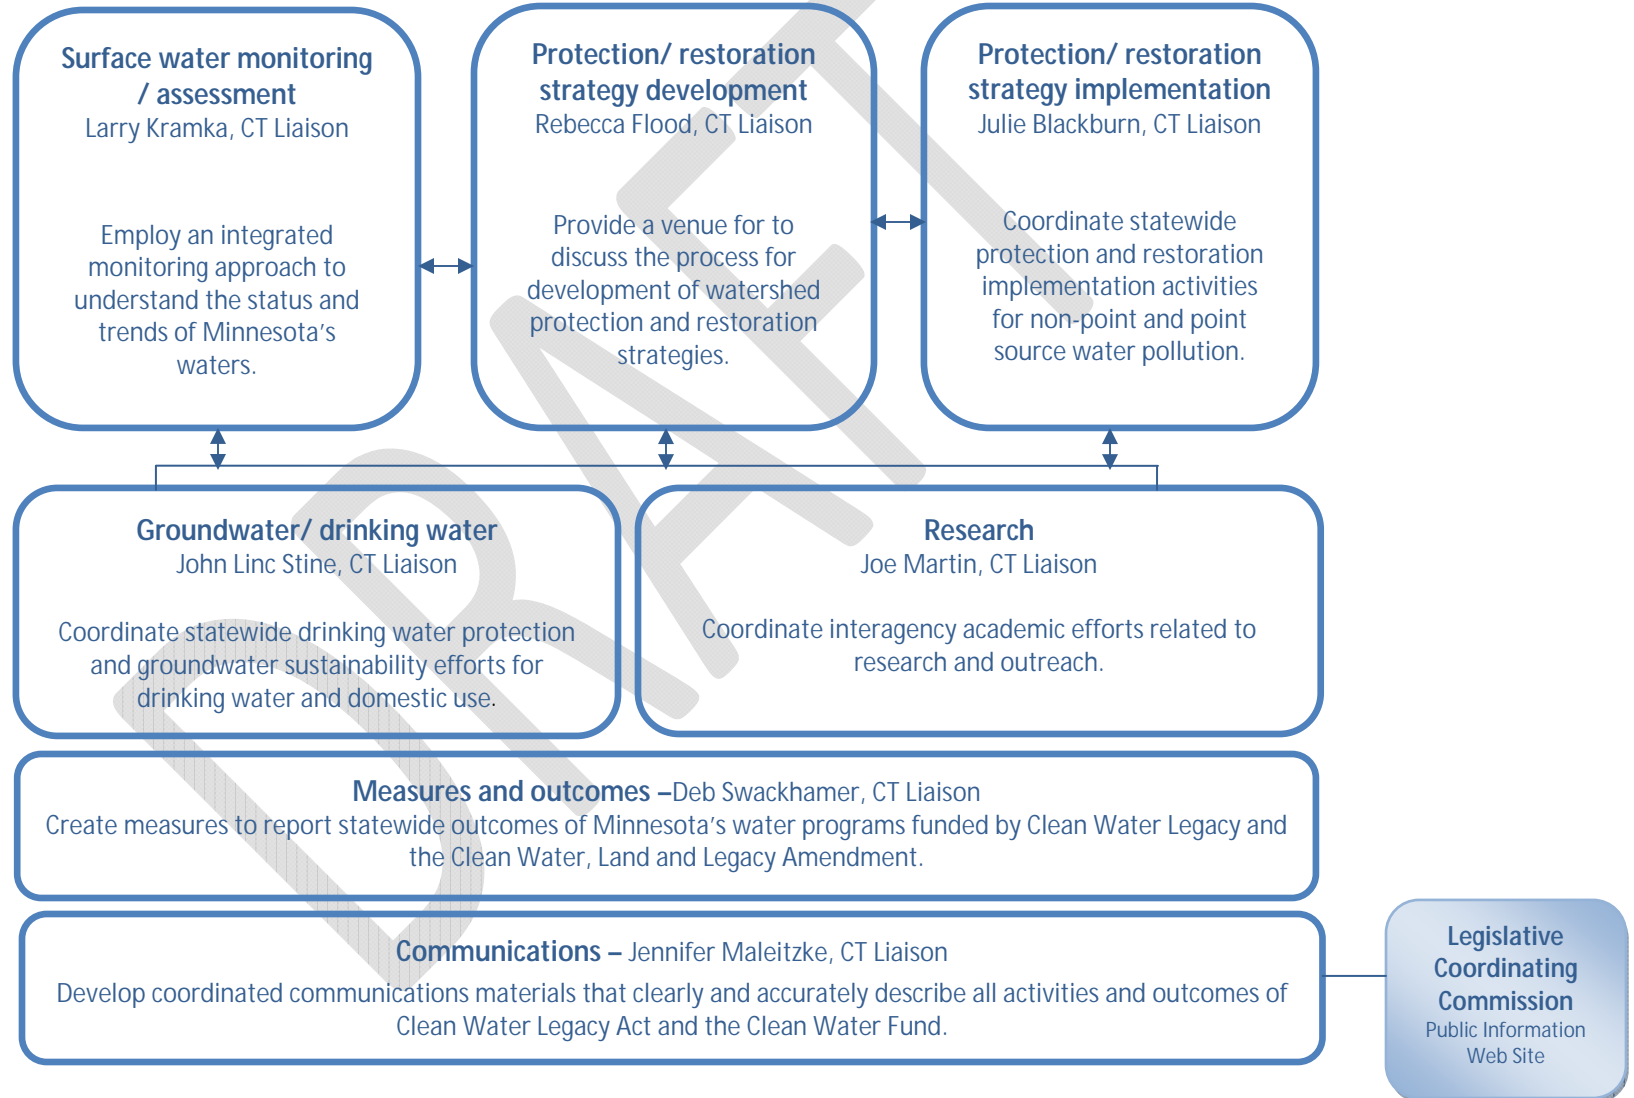 Surface water monitoring
/ assessment
Larry Kramka, CT Liaison
Employ an integrated
monitoring approach to
understand the status and
trends of Minnesota's
waters.
Protection/ restoration
strategy development
Rebecca Flood, CT Liaison
Provide a venue for to
discuss the process for
development of watershed
protection and restoration
strategies.
Protection/ restoration
strategy implementation
Julie Blackburn, CT Liaison
Coordinate statewide
protection and restoration
implementation activities
for non-point and point
source water pollution.
Groundwater/ drinking water
John Linc Stine, CT Liaison
Coordinate statewide drinking water protection
and groundwater sustainability efforts for
drinking water and domestic use.
Research
Joe Martin, CT Liaison
Coordinate interagency academic efforts related to
research and outreach.
Measures and outcomes –Deb Swackhamer, CT Liaison
Create measures to report statewide outcomes of Minnesota's water programs funded by Clean Water Legacy and
the Clean Water, Land and Legacy Amendment.
Communications – Jennifer Maleitzke, CT Liaison
Develop coordinated communications materials that clearly and accurately describe all activities and outcomes of
Clean Water Legacy Act and the Clean Water Fund.
Legislative
Coordinating
Commission
Public Information
Web Site
DRAFT